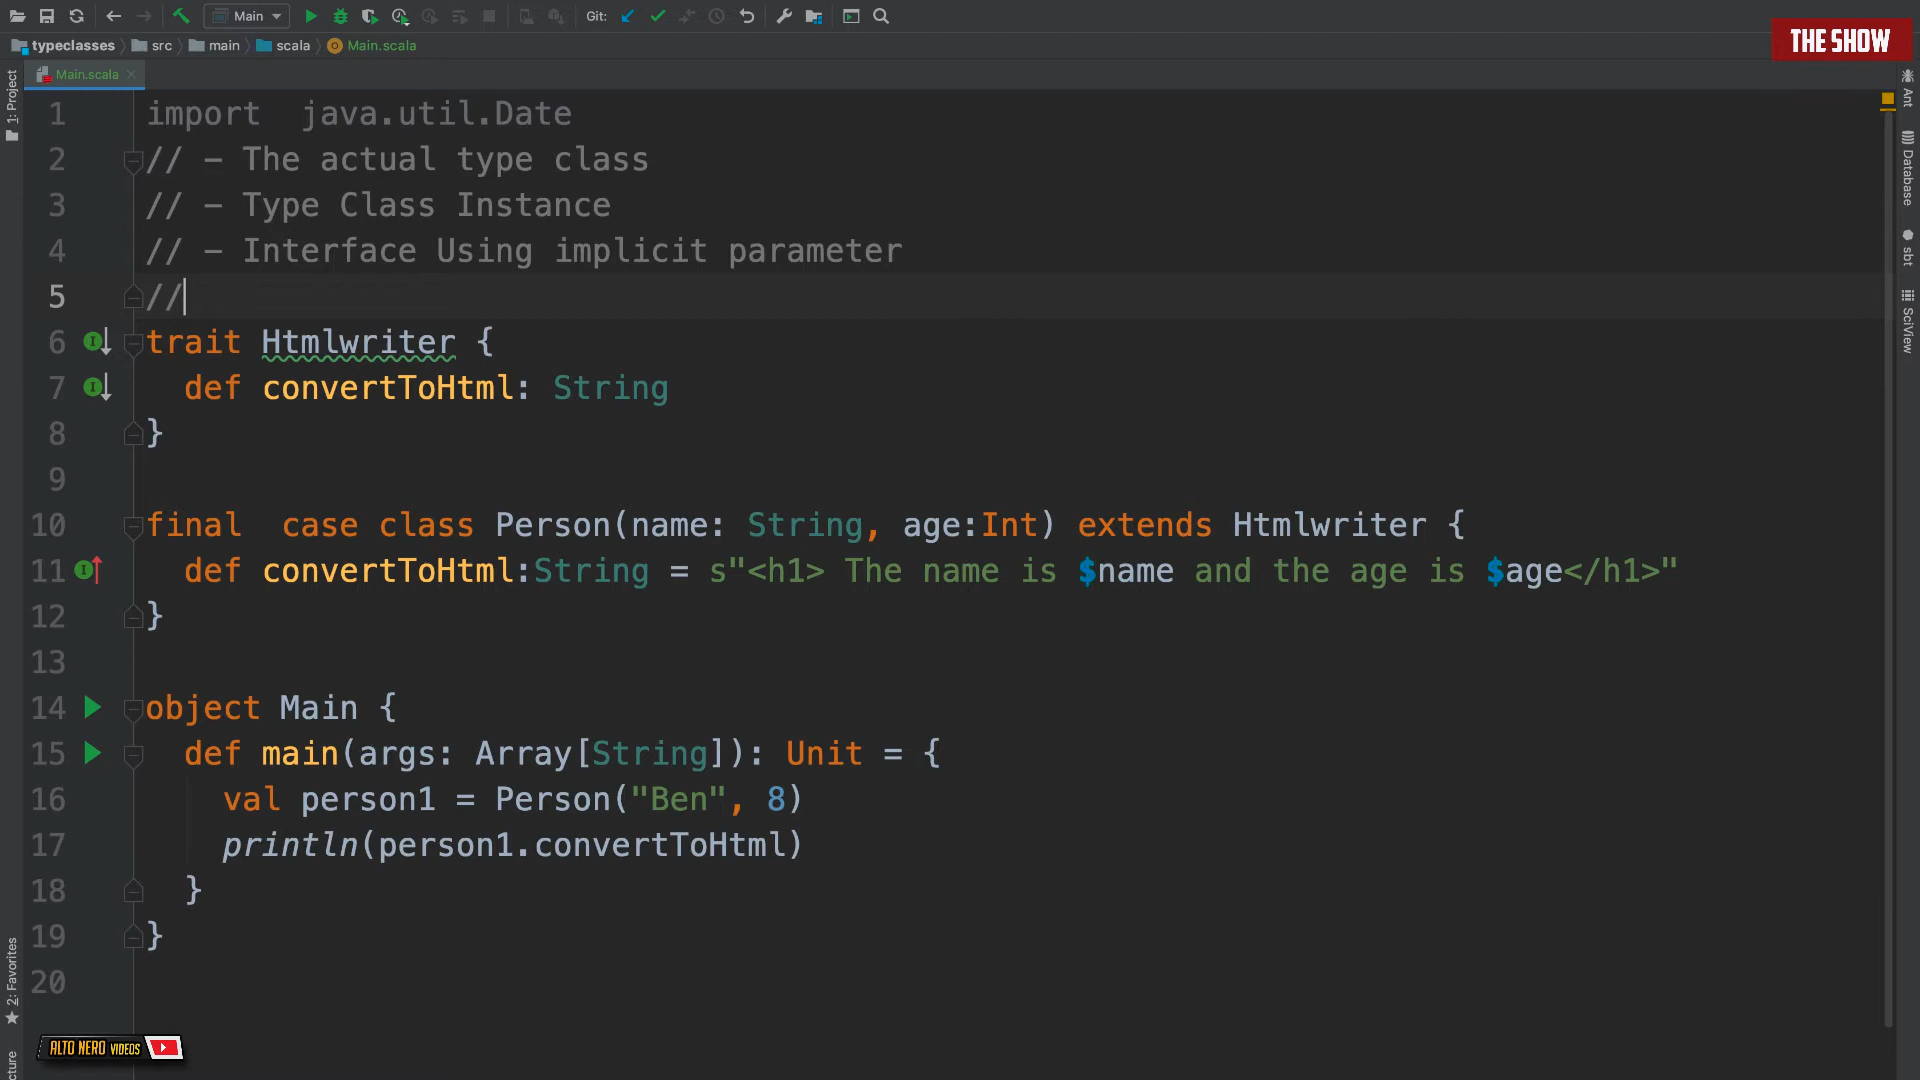 Main
Git:
THE SHOW
typeclasses
src
main
scala
Main.scala
Main.scala
1: Project
1 import  java.util.Date
2 // - The actual type class
3 // - Type Class Instance
4 // - Interface Using implicit parameter
5 //
6 trait Htmlwriter {
7 def convertToHtml: String
8 }
9
10 final  case class Person(name: String, age:Int) extends Htmlwriter {
11 def convertToHtml:String = s"<h1> The name is $name and the age is $age</h1>"
12 }
13
14 object Main {
15 def main(args: Array[String]): Unit = {
16 val person1 = Person("Ben", 8)
17 println(person1.convertToHtml)
18 }
19 }
20
Ant
Database
sbt
SciView
2: Favorites
cture
ALTO NERO VIDEOS